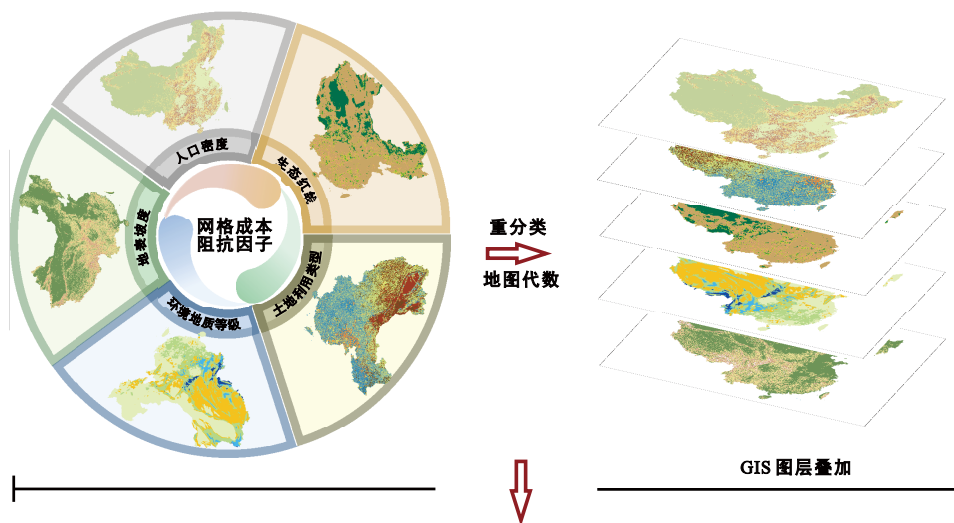 人口密度
生态红线
地表坡度
网格成本
阻抗因子
土地利用类型
环境地质等级
重分类
地图代数
GIS 图层叠加